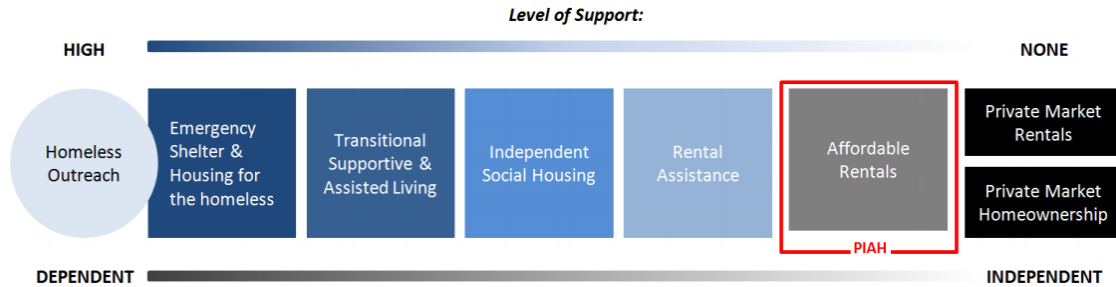 Level of Support:
HIGH
NONE
Homeless
Outreach
Emergency
Shelter &
Housing for
the homeless
Transitional
Supportive &
Assisted Living
Independent
Social Housing
Rental
Assistance
Affordable
Rentals
PIAH
Private Market
Rentals
Private Market
Homeownership
DEPENDENT
INDEPENDENT